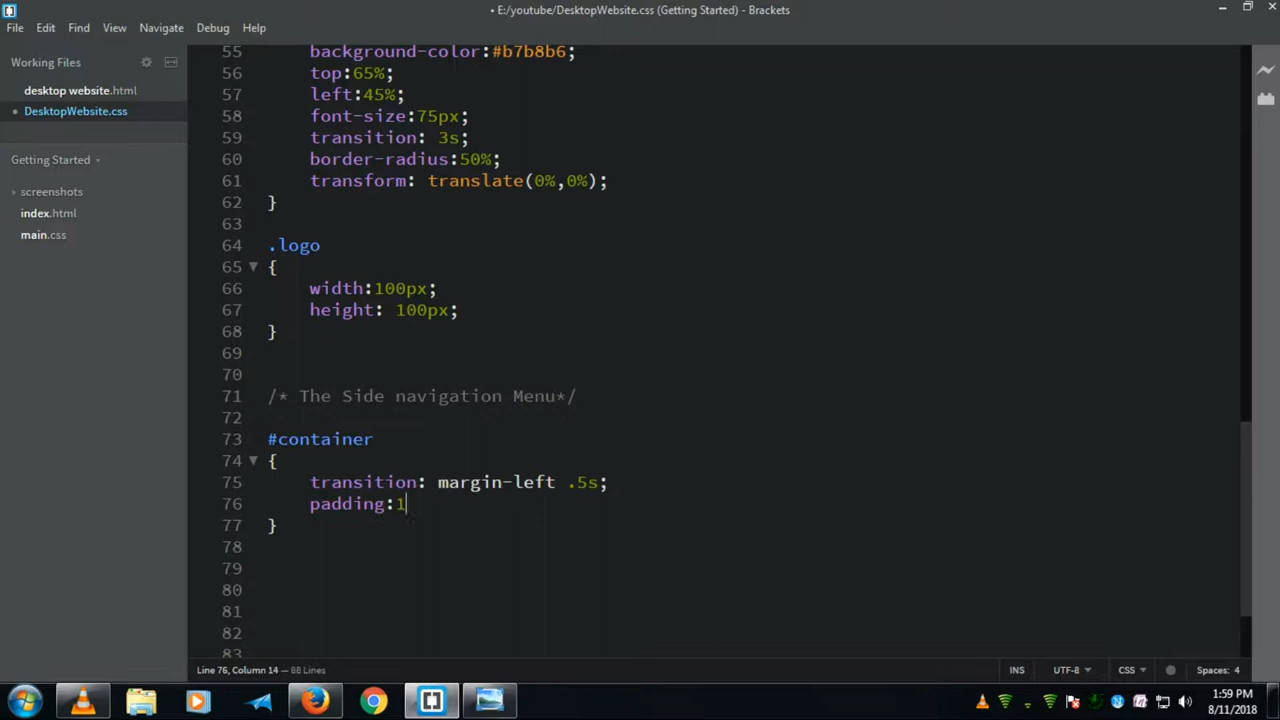 • E:/youtube/DesktopWebsite.css (Getting Started) - Brackets
File Edit Find View Navigate Debug Help
Working Files
desktop website.html
• DesktopWebsite.css
Getting Started
screenshots
index.html
main.css
55 background-color:#b7b8b6;
56 top:65%;
57 left:45%;
58 font-size:75px;
59 transition: 3s;
60 border-radius:50%;
61 transform: translate(0%,0%);
62 }
63
64 .logo
65 {
66 width:100px;
67 height: 100px;
68 }
69
70
71 /* The Side navigation Menu*/
72
73 #container
74 {
75 transition: margin-left .5s;
76 padding:1
77 }
78
79
80
81
82
83
Line 76, Column 14 — 88 Lines
INS UTF-8 CSS Spaces: 4
1:59 PM
8/11/2018